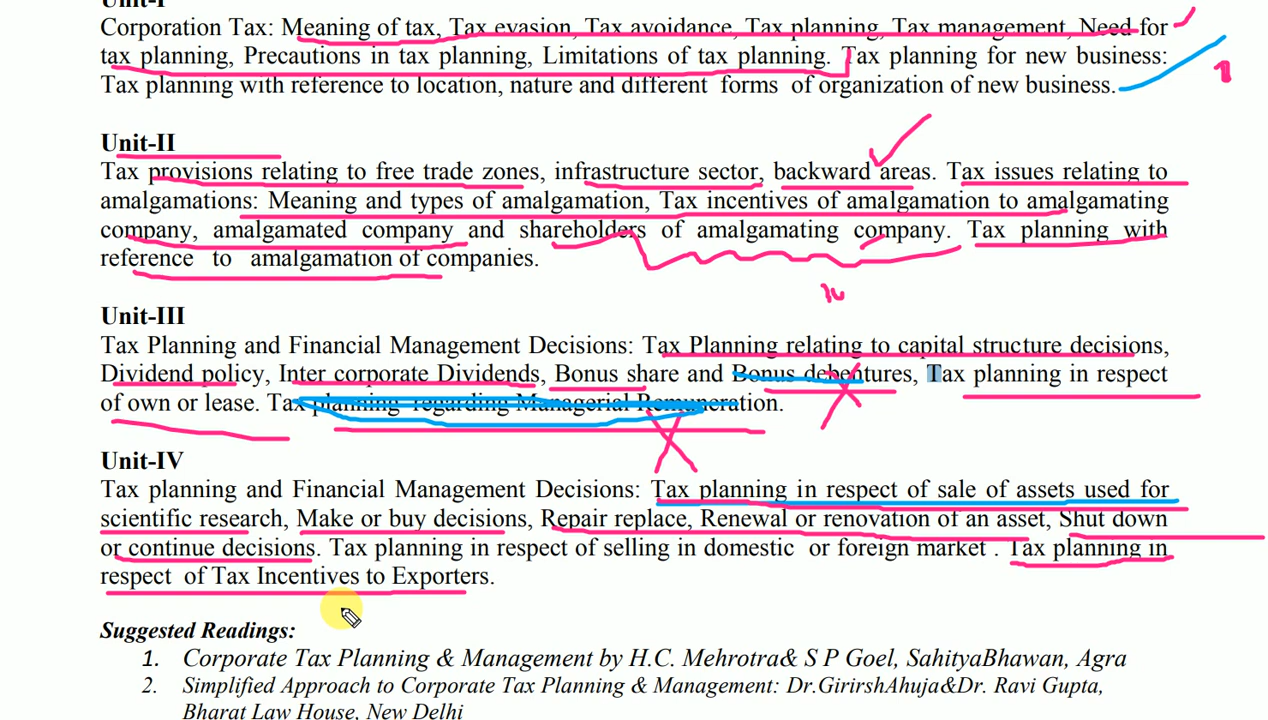 Unit-I
Corporation Tax: Meaning of tax, Tax evasion, Tax avoidance, Tax planning, Tax management, Need for
tax planning, Precautions in tax planning, Limitations of tax planning. Tax planning for new business:
Tax planning with reference to location, nature and different forms of organization of new business.
Unit-II
Tax provisions relating to free trade zones, infrastructure sector, backward areas. Tax issues relating to
amalgamations: Meaning and types of amalgamation, Tax incentives of amalgamation to amalgamating
company, amalgamated company and shareholders of amalgamating company. Tax planning with
reference to amalgamation of companies.
Unit-III
Tax Planning and Financial Management Decisions: Tax Planning relating to capital structure decisions,
Dividend policy, Inter corporate Dividends, Bonus share and Bonus debentures, Tax planning in respect
of own or lease. Tax planning regarding Managerial Remuneration.
Unit-IV
Tax planning and Financial Management Decisions: Tax planning in respect of sale of assets used for
scientific research, Make or buy decisions, Repair replace, Renewal or renovation of an asset, Shut down
or continue decisions. Tax planning in respect of selling in domestic or foreign market . Tax planning in
respect of Tax Incentives to Exporters.
Suggested Readings:
1. Corporate Tax Planning & Management by H.C. Mehrotra& S P Goel, SahityaBhawan, Agra
2. Simplified Approach to Corporate Tax Planning & Management: Dr.GirirshAhuja&Dr. Ravi Gupta,
Bharat Law House, New Delhi